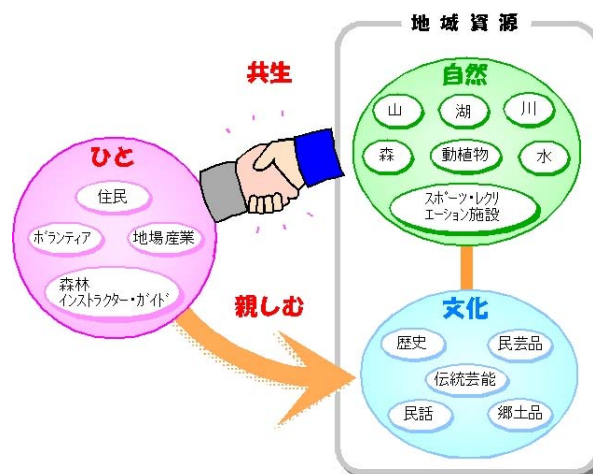 地域資源
共生
自然
山
湖
川
森
動植物
水
スポーツ・レクリ
エーション施設
ひと
住民
ボランティア
地場産業
森林
インストラクター・ガイド
親しむ
文化
歴史
民芸品
伝統芸能
民話
郷土品